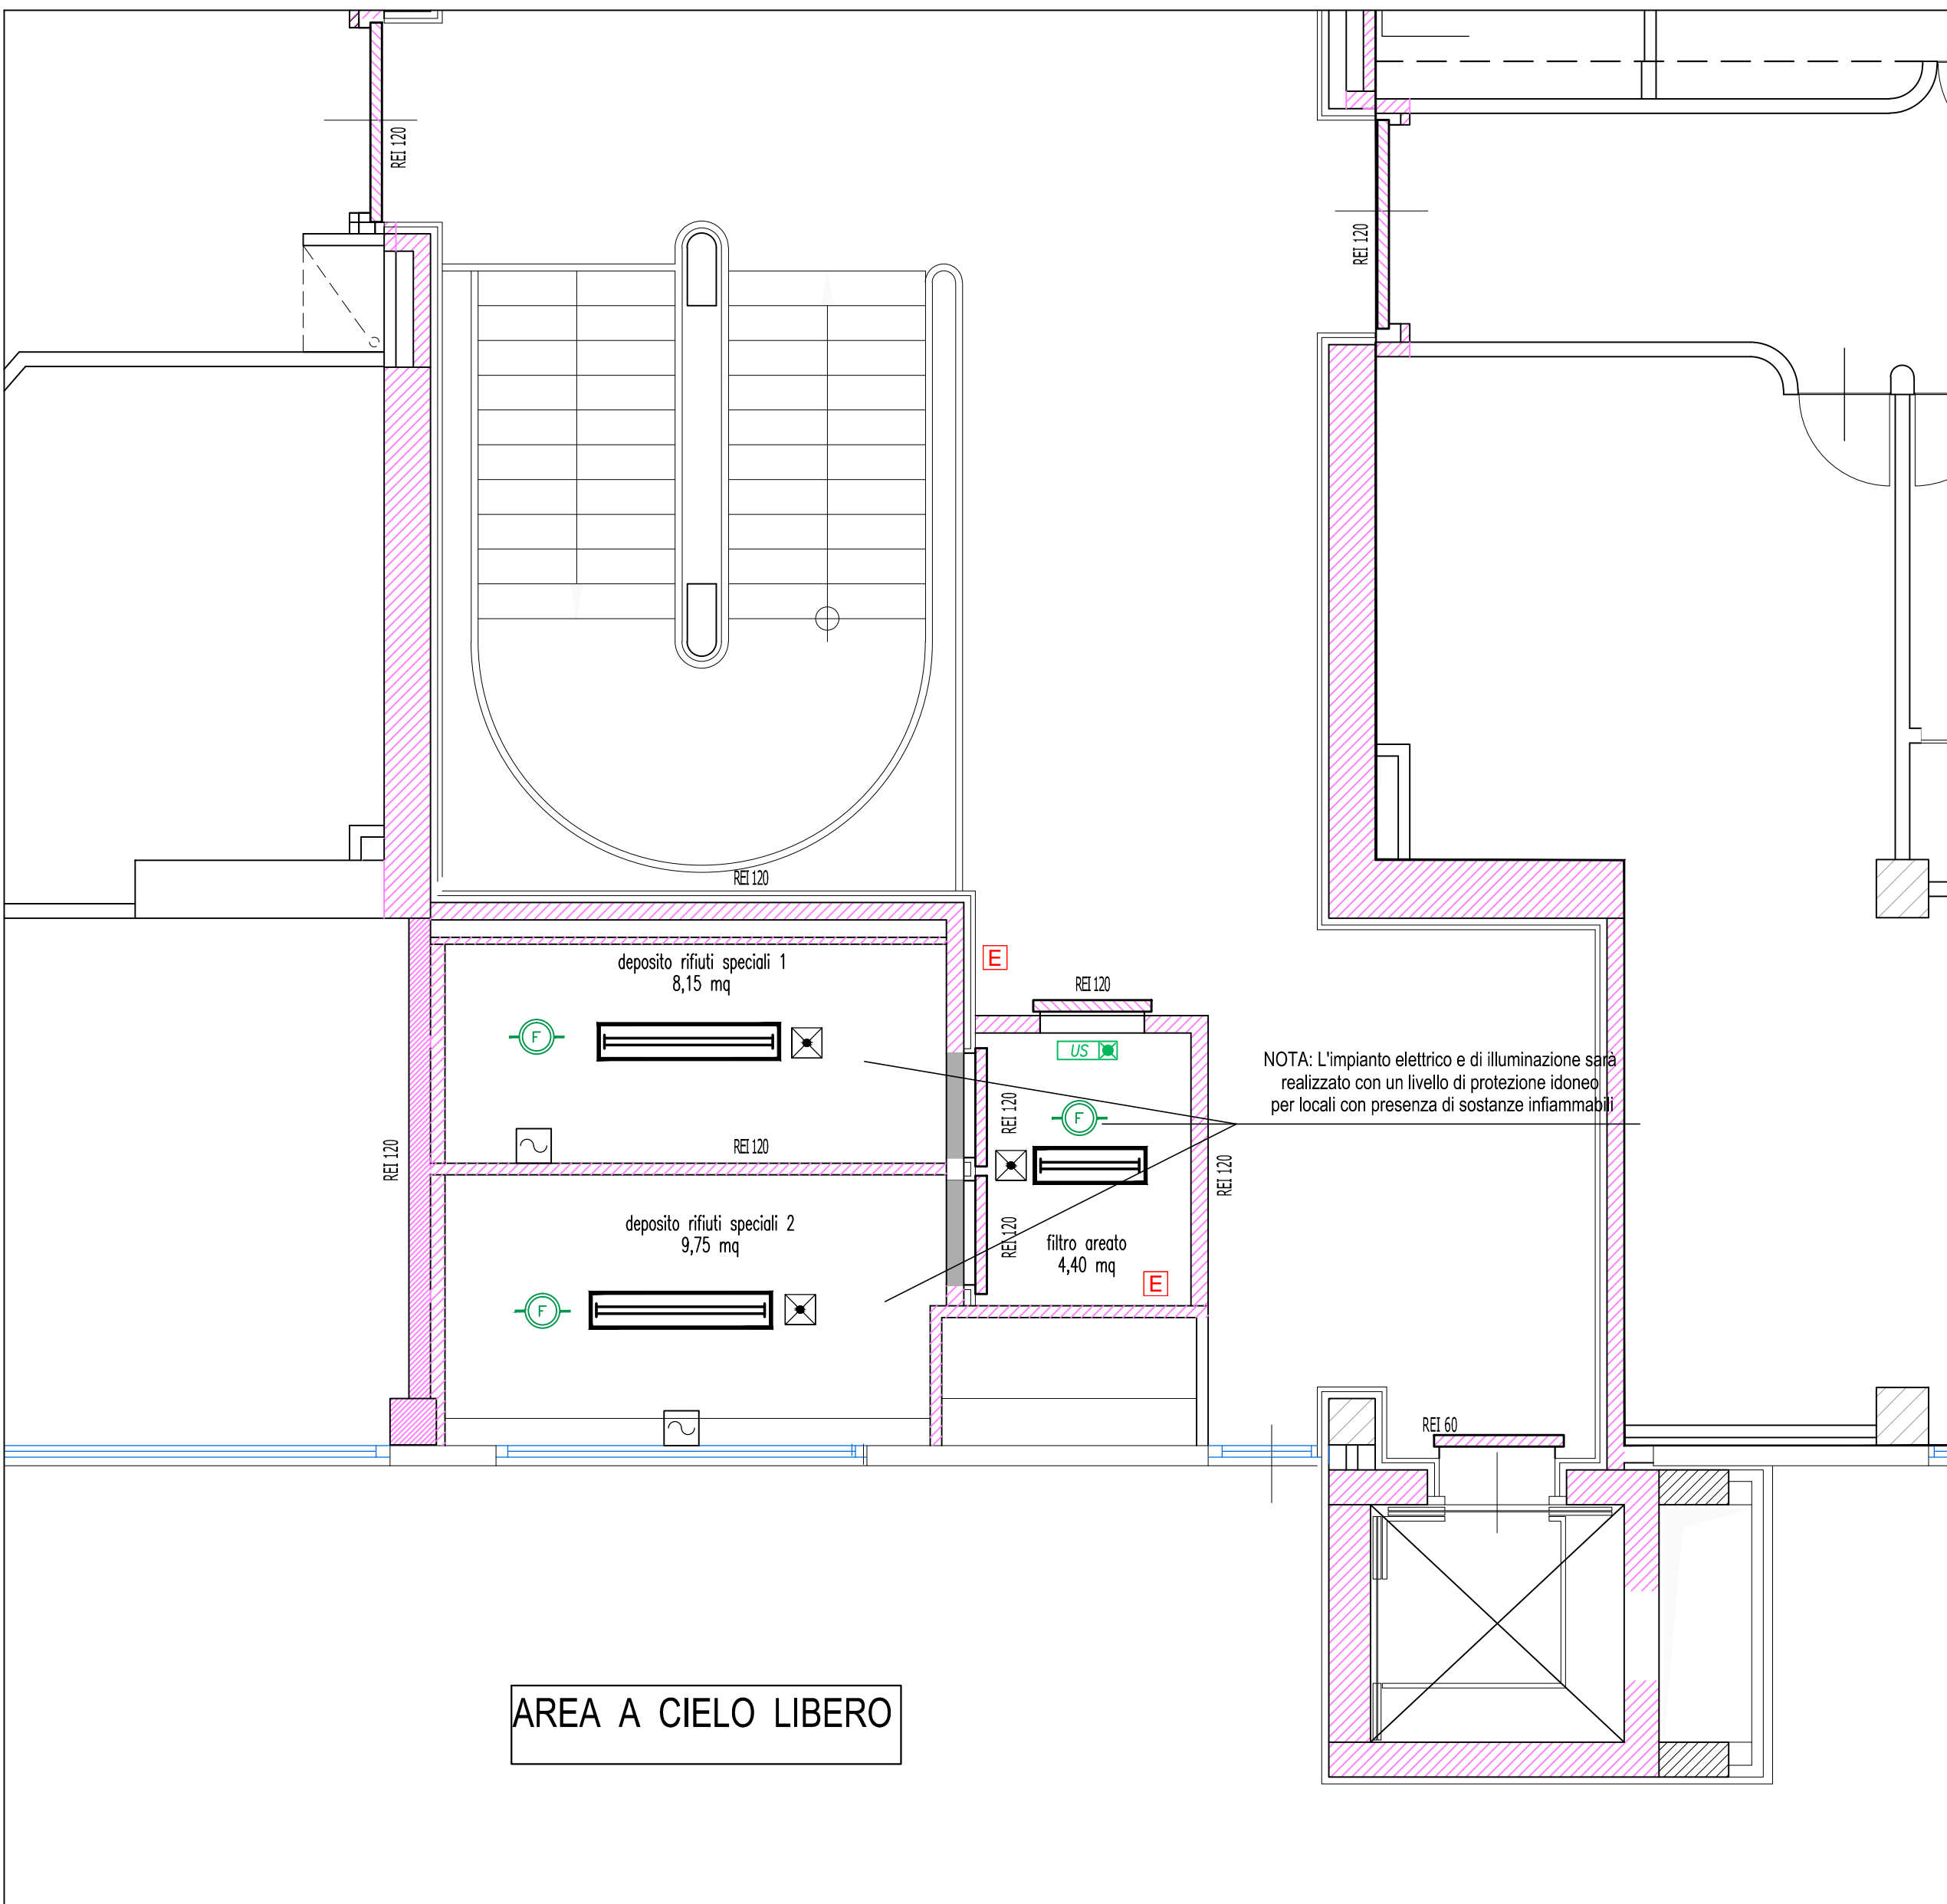 REI 120
REI 120
REI 120
deposito rifiuti speciali 1
8,15 mq
E
REI 120
F
US
NOTA: L'impianto elettrico e di illuminazione sarà
realizzato con un livello di protezione idoneo
per locali con presenza di sostanze infiammabili
REI 120
F
REI 120
REI 120
REI 120
deposito rifiuti speciali 2
9,75 mq
REI 120
filtro areato
4,40 mq
E
F
REI 60
AREA A CIELO LIBERO